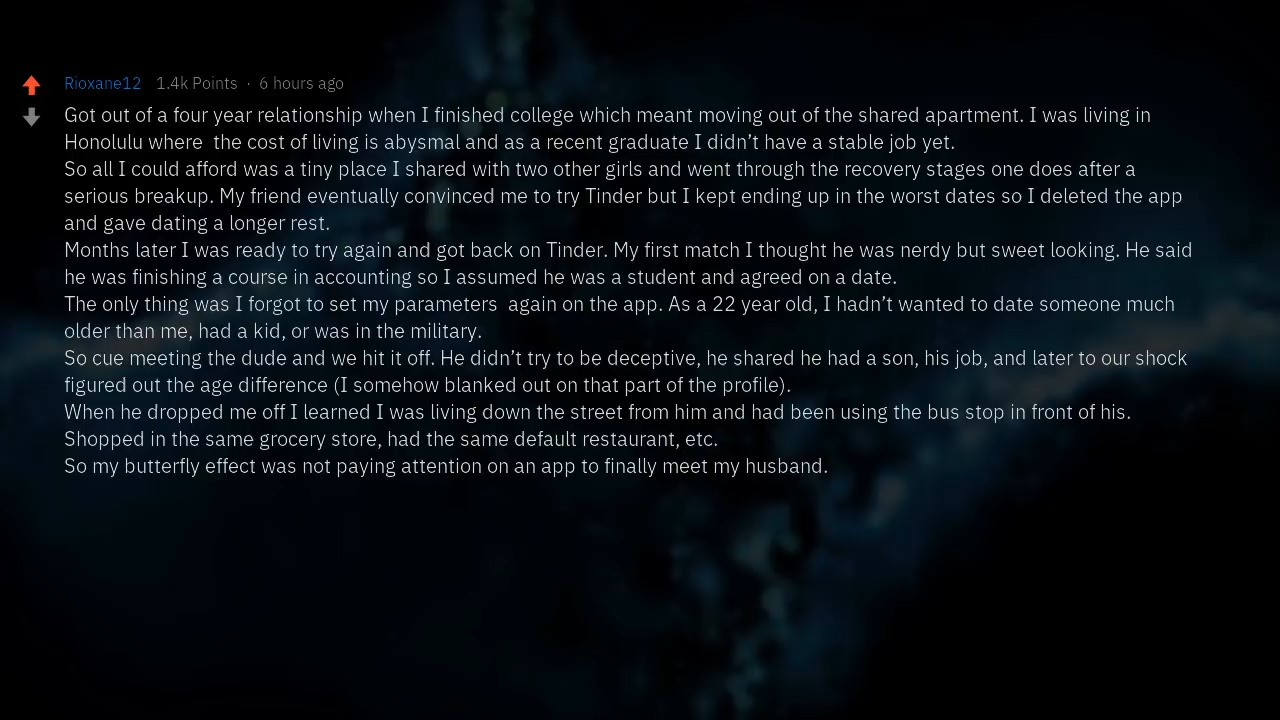 Rioxane12 1.4k Points · 6 hours ago
Got out of a four year relationship when I finished college which meant moving out of the shared apartment. I was living in
Honolulu where  the cost of living is abysmal and as a recent graduate I didn’t have a stable job yet.
So all I could afford was a tiny place I shared with two other girls and went through the recovery stages one does after a
serious breakup. My friend eventually convinced me to try Tinder but I kept ending up in the worst dates so I deleted the app
and gave dating a longer rest.
Months later I was ready to try again and got back on Tinder. My first match I thought he was nerdy but sweet looking. He said
he was finishing a course in accounting so I assumed he was a student and agreed on a date.
The only thing was I forgot to set my parameters  again on the app. As a 22 year old, I hadn’t wanted to date someone much
older than me, had a kid, or was in the military.
So cue meeting the dude and we hit it off. He didn’t try to be deceptive, he shared he had a son, his job, and later to our shock
figured out the age difference (I somehow blanked out on that part of the profile).
When he dropped me off I learned I was living down the street from him and had been using the bus stop in front of his.
Shopped in the same grocery store, had the same default restaurant, etc.
So my butterfly effect was not paying attention on an app to finally meet my husband.